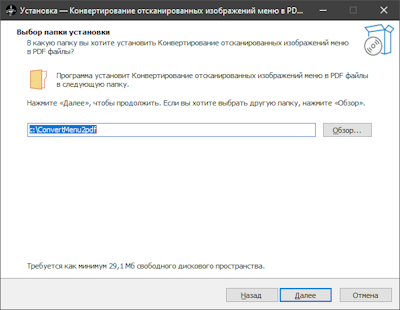 Установка — Конвертирование отсканированных изображений меню в PD...
Выбор папки установки
В какую папку вы хотите установить Конвертирование отсканированных изображений меню
в PDF файлы?
Программа установит Конвертирование отсканированных изображений меню в PDF файлы
в следующую папку.
Нажмите «Далее», чтобы продолжить. Если вы хотите выбрать другую папку, нажмите «Обзор».
c:\ConvertMenu2pdf
Обзор...
Требуется как минимум 29,1 Мб свободного дискового пространства.
Назад
Далее
Отмена